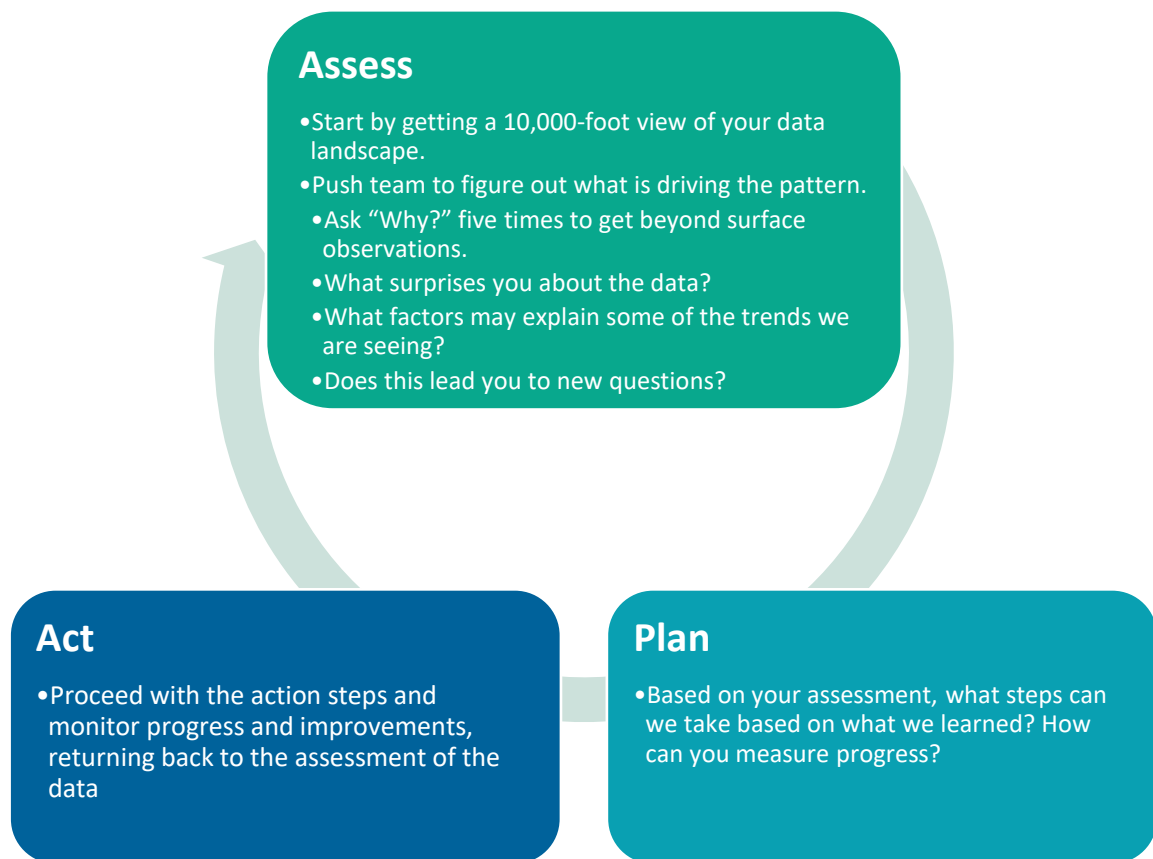 Assess
•Start by getting a 10,000-foot view of your data
landscape.
•Push team to figure out what is driving the pattern.
•Ask “Why?” five times to get beyond surface
observations.
•What surprises you about the data?
•What factors may explain some of the trends we
are seeing?
•Does this lead you to new questions?
Plan
•Based on your assessment, what steps can
we take based on what we learned? How
can you measure progress?
Act
•Proceed with the action steps and
monitor progress and improvements,
returning back to the assessment of the
data